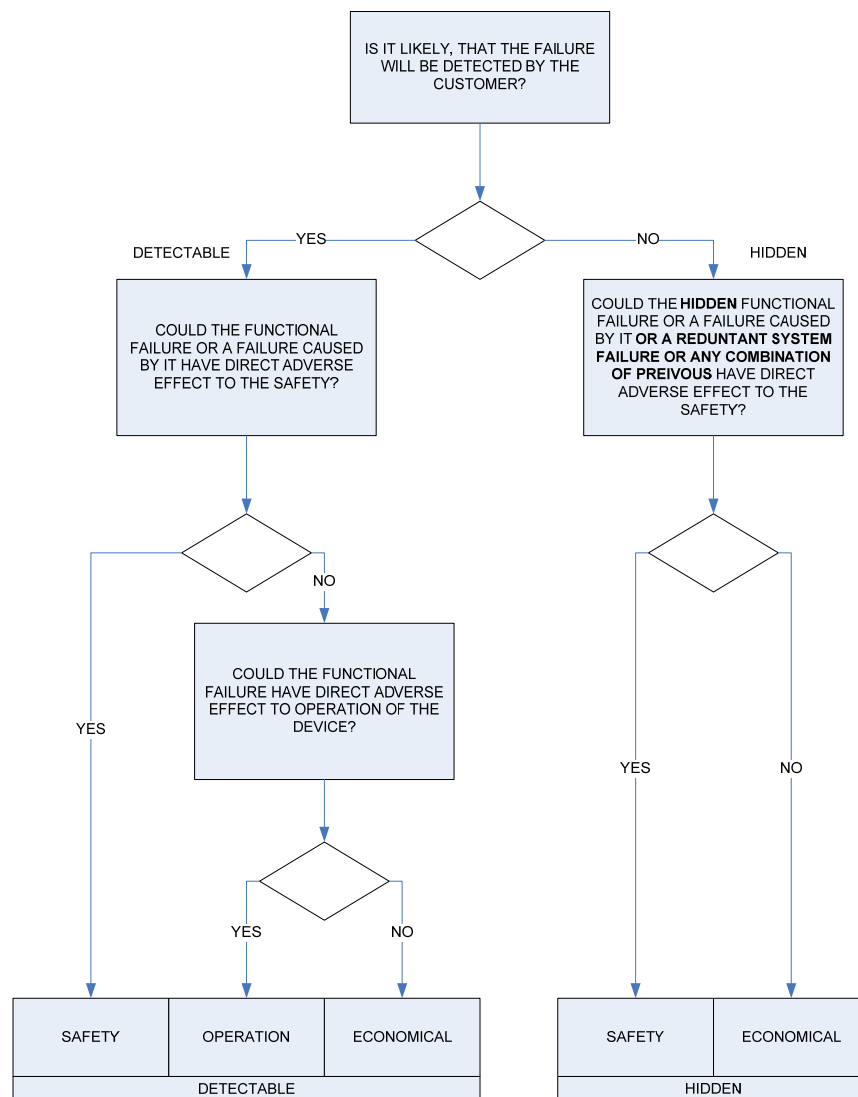 IS IT LIKELY, THAT THE FAILURE
WILL BE DETECTED BY THE
CUSTOMER?
YES
NO
DETECTABLE
HIDDEN
COULD THE FUNCTIONAL
FAILURE OR A FAILURE CAUSED
BY IT HAVE DIRECT ADVERSE
EFFECT TO THE SAFETY?
COULD THE HIDDEN FUNCTIONAL
FAILURE OR A FAILURE CAUSED
BY IT OR A REDUNTANT SYSTEM
FAILURE OR ANY COMBINATION
OF PREIVOUS HAVE DIRECT
ADVERSE EFFECT TO THE
SAFETY?
NO
COULD THE FUNCTIONAL
FAILURE HAVE DIRECT ADVERSE
EFFECT TO OPERATION OF THE
DEVICE?
YES
YES
NO
YES
NO
SAFETY
OPERATION
ECONOMICAL
SAFETY
ECONOMICAL
DETECTABLE
HIDDEN